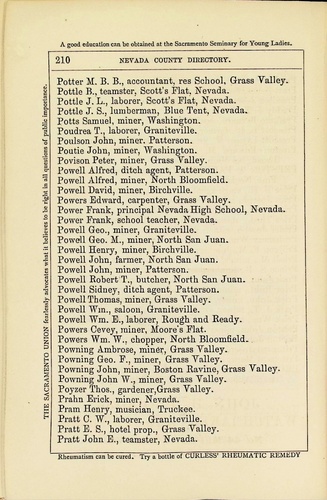 A good education can be obtained at the Sacramento Seminary for Young Ladies.
210 NEVADA COUNTY DIRECTORY.
Potter M. B. B., accountant, res School, Grass Valley.
Pottle B., teamster, Scott's Flat, Nevada.
Pottle J. L., laborer, Scott's Flat, Nevada.
Pottle J. S., lumberman, Blue Tent, Nevada.
Potts Samuel, miner, Washington.
Poudrea T., laborer, Graniteville.
Poulson John, miner. Patterson.
Poutie John, miner, Washington.
Povison Peter, miner, Grass Valley.
Powell Alfred, ditch agent, Patterson.
Powell Alfred, miner, North Bloomfield.
Powell David, miner, Birchville.
Powers Edward, carpenter, Grass Valley.
Power Frank, principal Nevada High School, Nevada.
Power Frank, school teacher, Nevada.
Powell Geo., miner, Graniteville.
Powell Geo. M., miner, North San Juan.
Powell Henry, miner, Birchville.
Powell John, farmer, North San Juan.
Powell John, miner, Patterson.
Powell Robert T., butcher, North San Juan.
Powell Sidney, ditch agent, Patterson.
Powell Thomas, miner, Grass Valley.
Powell Wm., saloon, Graniteville.
Powell Wm. E., laborer, Rough and Ready.
Powers Cevey, miner, Moore's Flat.
Powers Wm. W., chopper, North Bloomfield.
Powning Ambrose, miner, Grass Valley.
Powning Geo. F., miner, Grass Valley.
Powning John, miner, Boston Ravine, Grass Valley.
Powning John W., miner, Grass Valley.
Poyzer Thos., gardener, Grass Valley.
Prahn Erick, miner, Nevada.
Pram Henry, musician, Truckee.
Pratt C. W., laborer, Graniteville.
Pratt E. S., hotel prop., Grass Valley.
Pratt John E., teamster, Nevada.
Rheumatism can be cured. Try a bottle of CURLESS' RHEUMATIC REMEDY
THE SACRAMENTO UNION fearlessly advocates what it believes to be right in all questions of public importance.